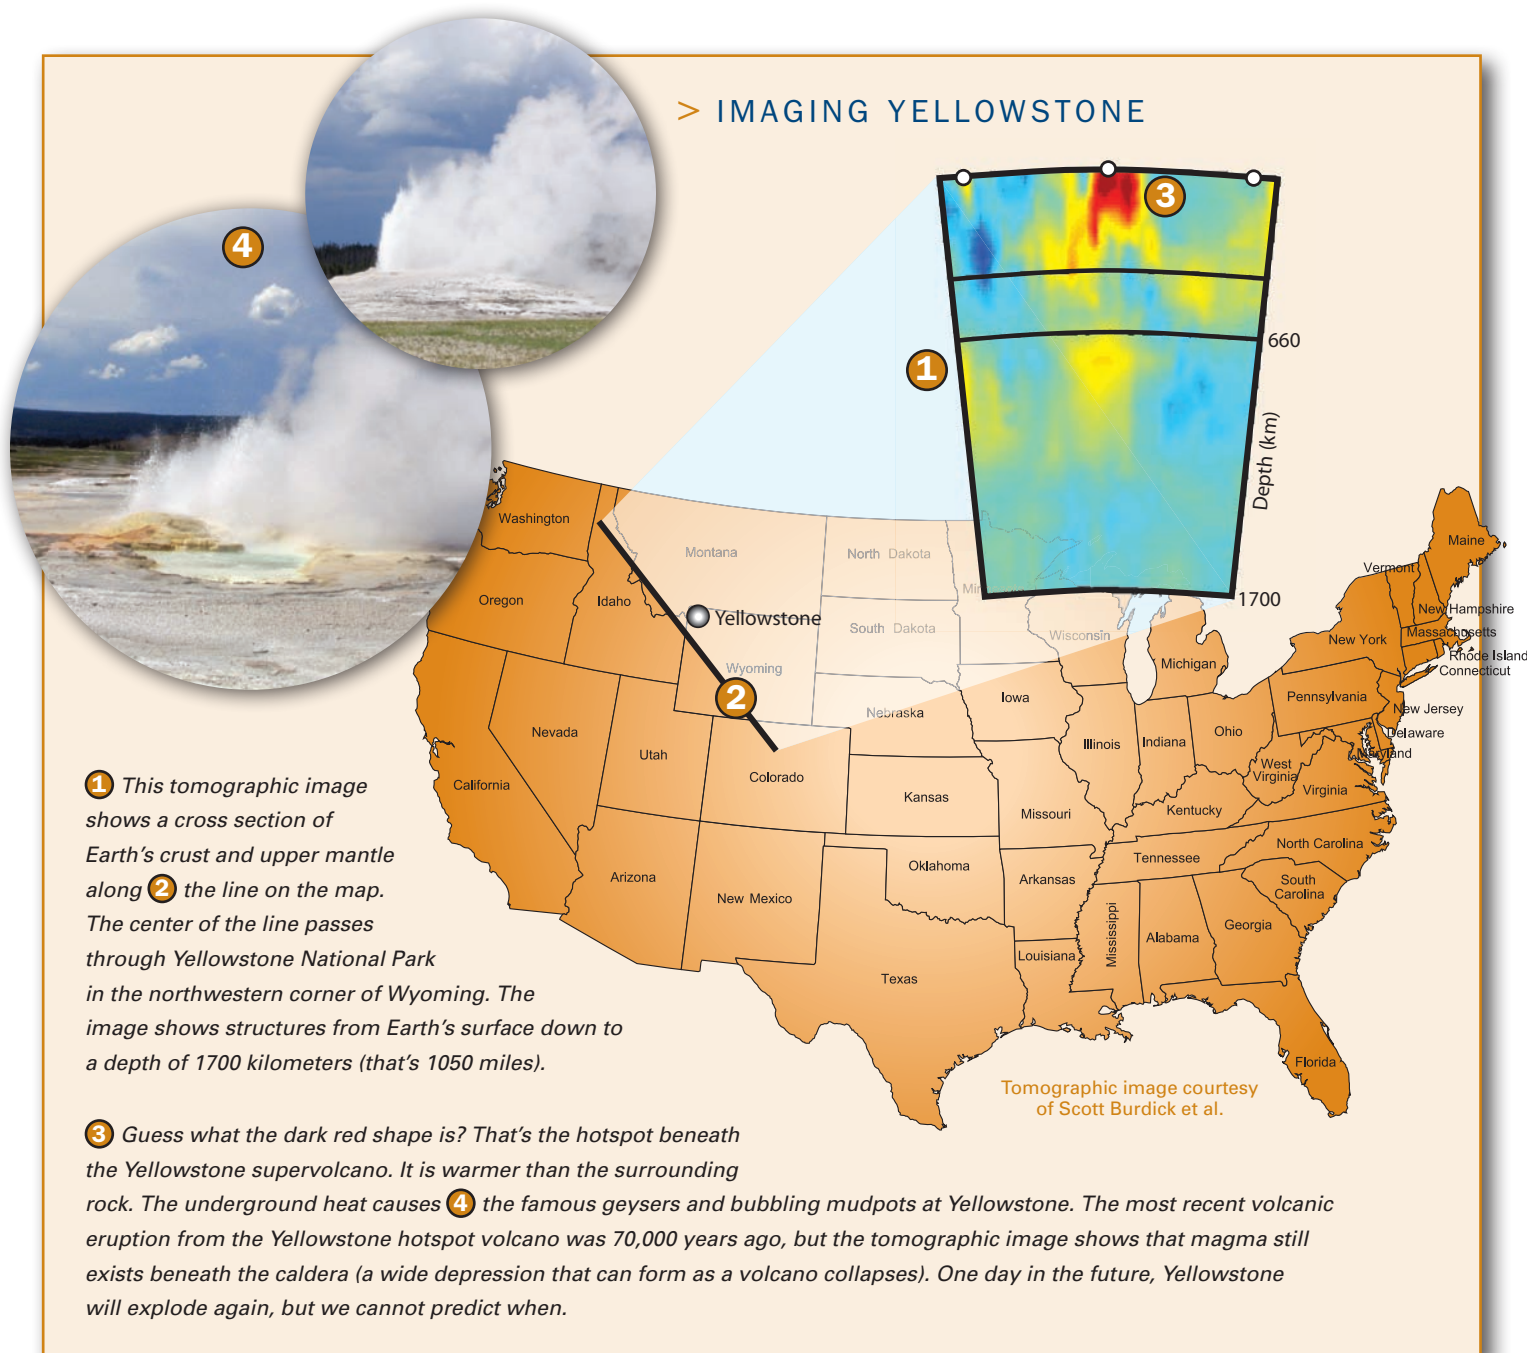 > IMAGING YELLOWSTONE
4
3
1
660
Depth (km)
1700
Washington
Montana
North Dakota
Maine
Vermont
Oregon
Idaho
Yellowstone
South Dakota
Wisconsin
New Hampshire
New York
Massachusetts
Rhode Island
Connecticut
Michigan
Wyoming
2
Iowa
Nebraska
Pennsylvania
New Jersey
Nevada
Utah
Illinois
Indiana
Ohio
Delaware
Maryland
West
Virginia
Virginia
California
Colorado
Kansas
Missouri
Kentucky
North Carolina
Tennessee
Arizona
New Mexico
Oklahoma
Arkansas
South
Carolina
Mississippi
Alabama
Georgia
Louisiana
Texas
Florida
1 This tomographic image
shows a cross section of
Earth's crust and upper mantle
along 2 the line on the map.
The center of the line passes
through Yellowstone National Park
in the northwestern corner of Wyoming. The
image shows structures from Earth's surface down to
a depth of 1700 kilometers (that's 1050 miles).
Tomographic image courtesy
of Scott Burdick et al.
3 Guess what the dark red shape is? That's the hotspot beneath
the Yellowstone supervolcano. It is warmer than the surrounding
rock. The underground heat causes 4 the famous geysers and bubbling mudpots at Yellowstone. The most recent volcanic
eruption from the Yellowstone hotspot volcano was 70,000 years ago, but the tomographic image shows that magma still
exists beneath the caldera (a wide depression that can form as a volcano collapses). One day in the future, Yellowstone
will explode again, but we cannot predict when.